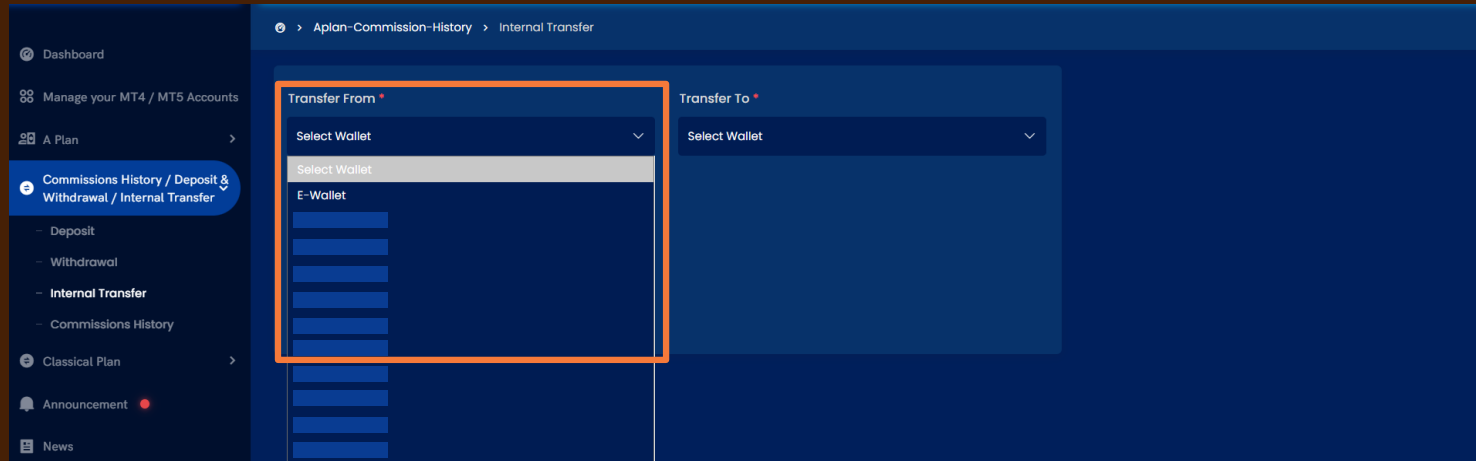 Aplan-Commission-History > Internal Transfer
Dashboard
Manage your MT4 / MT5 Accounts
A Plan
Commissions History / Deposit &
Withdrawal / Internal Transfer
– Deposit
– Withdrawal
– Internal Transfer
– Commissions History
Classical Plan
Announcement
News
Transfer From *
Select Wallet
Select Wallet
E-Wallet
Transfer To *
Select Wallet